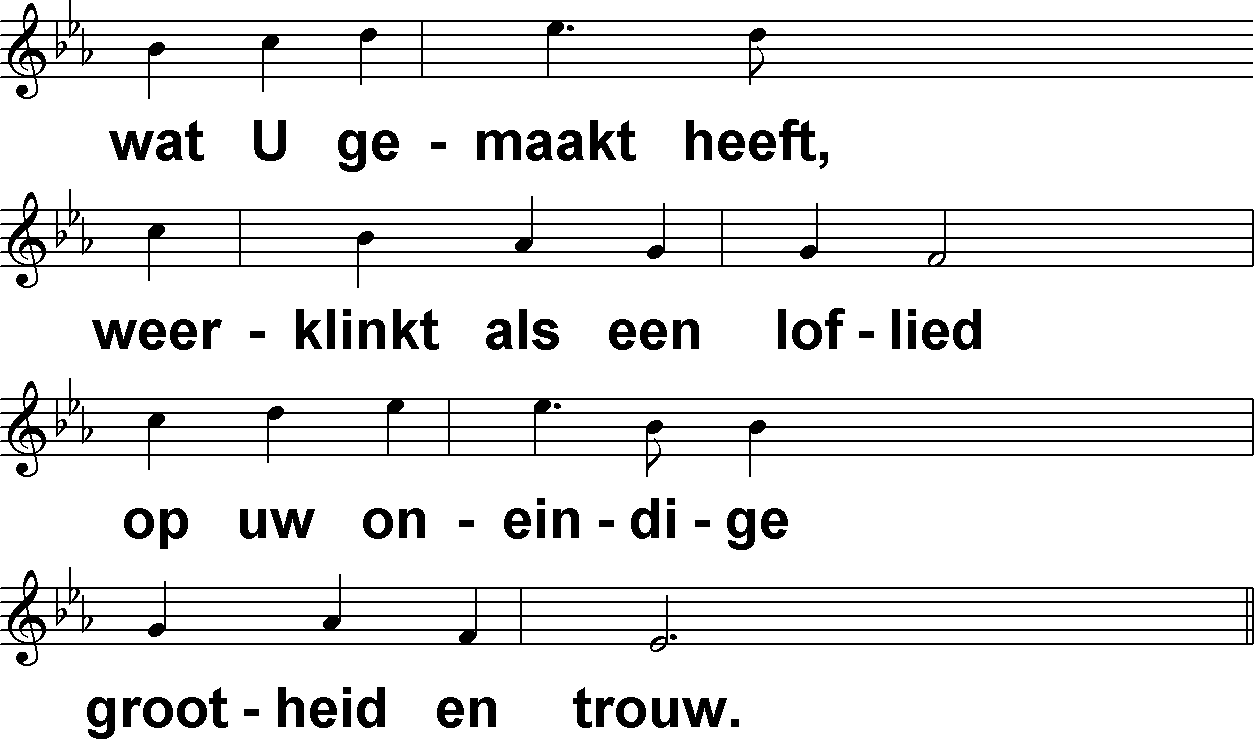 wat U ge - maakt heeft,
weer - klinkt als een lof - lied
op uw on - ein - di - ge
groot - heid en trouw.